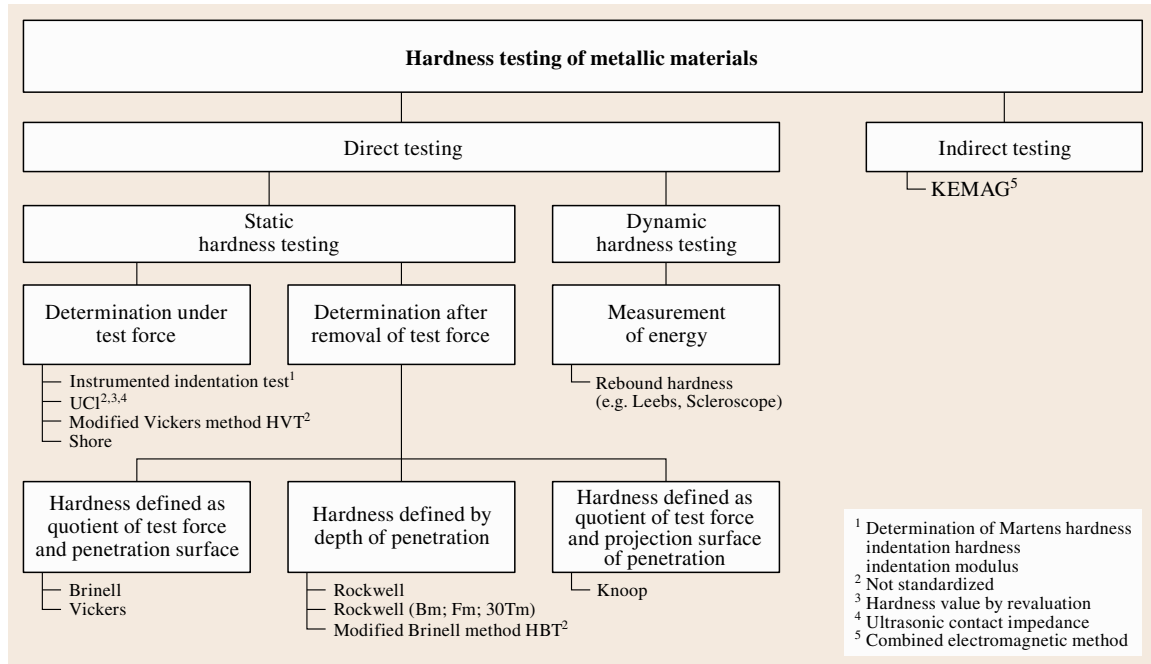 Hardness testing of metallic materials
Direct testing
Indirect testing
KEMAG⁵
Static
hardness testing
Dynamic
hardness testing
Determination under
test force
Determination after
removal of test force
Measurement
of energy
Instrumented indentation test¹
UCl²,³,⁴
Modified Vickers method HVT²
Shore
Rebound hardness
(e.g. Leebs, Scleroscope)
Hardness defined as
quotient of test force
and penetration surface
Hardness defined by
depth of penetration
Hardness defined as
quotient of test force
and projection surface
of penetration
Brinell
Vickers
Rockwell
Rockwell (Bm; Fm; 30Tm)
Modified Brinell method HBT²
Knoop
¹ Determination of Martens hardness
indentation hardness
indentation modulus
² Not standardized
³ Hardness value by revaluation
⁴ Ultrasonic contact impedance
⁵ Combined electromagnetic method